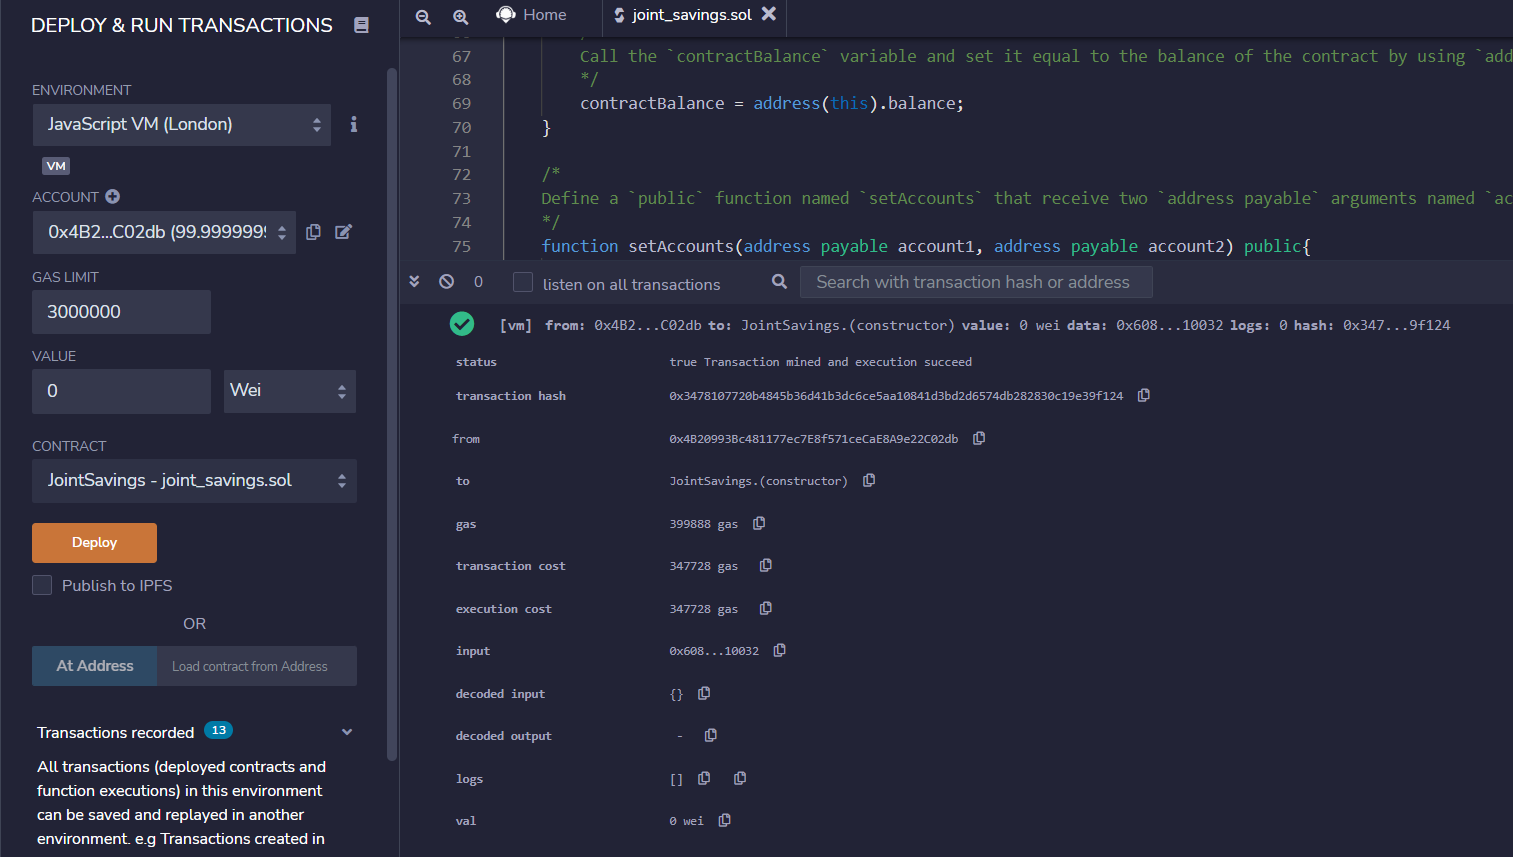 DEPLOY & RUN TRANSACTIONS
ENVIRONMENT
JavaScript VM (London)
VM
ACCOUNT
0x4B2...C02db (99.9999999
GAS LIMIT
3000000
VALUE
0
Wei
CONTRACT
JointSavings - joint_savings.sol
Deploy
Publish to IPFS
OR
At Address
Load contract from Address
Transactions recorded 13
All transactions (deployed contracts and
function executions) in this environment
can be saved and replayed in another
environment. e.g Transactions created in
Home
joint_savings.sol
67 Call the `contractBalance` variable and set it equal to the balance of the contract by using `add
68 */
69 contractBalance = address(this).balance;
70 }
71
72 /*
73 Define a `public` function named `setAccounts` that receive two `address payable` arguments named `ac
74 */
75 function setAccounts(address payable account1, address payable account2) public{
0
listen on all transactions
Search with transaction hash or address
[vm] from: 0x4B2...C02db to: JointSavings.(constructor) value: 0 wei data: 0x608...10032 logs: 0 hash: 0x347...9f124
status true Transaction mined and execution succeed
transaction hash 0x3478107720b4845b36d41b3dc6ce5aa10841d3bd2d6574db282830c19e39f124
from 0x4B20993Bc481177ec7E8f571ceCaE8A9e22C02db
to JointSavings.(constructor)
gas 399888 gas
transaction cost 347728 gas
execution cost 347728 gas
input 0x608...10032
decoded input {}
decoded output -
logs []
val 0 wei